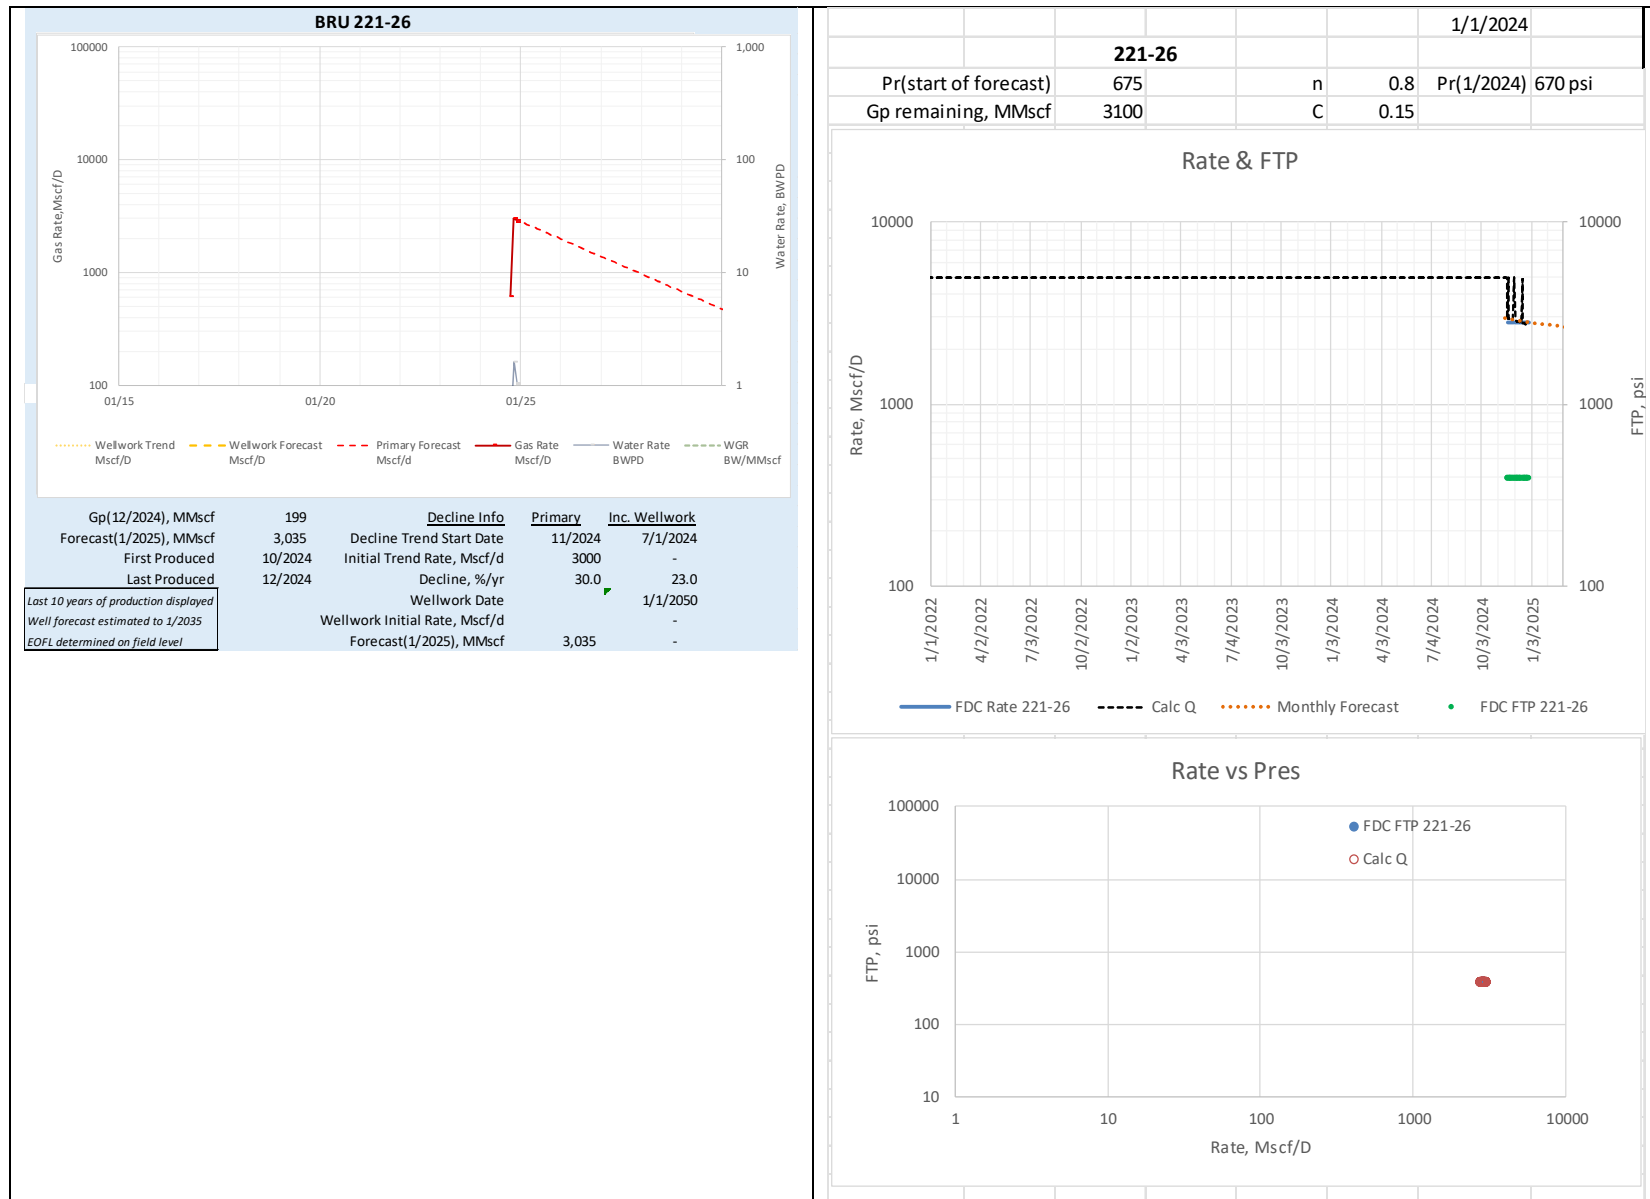 BRU 221-26
100000
10000
1000
100
1,000
100
10
1
Gas Rate,Mscf/D
Water Rate, BWPD
01/15
01/20
01/25
Wellwork Trend Mscf/D
Wellwork Forecast Mscf/D
Primary Forecast Mscf/d
Gas Rate Mscf/D
Water Rate BWPD
WGR BW/MMscf
Gp(12/2024), MMscf 199
Forecast(1/2025), MMscf 3,035
First Produced 10/2024
Last Produced 12/2024
Last 10 years of production displayed
Well forecast estimated to 1/2035
EOFL determined on field level
Decline Info Primary Inc. Wellwork
Decline Trend Start Date 11/2024 7/1/2024
Initial Trend Rate, Mscf/d 3000 -
Decline, %/yr 30.0 23.0
Wellwork Date 1/1/2050
Wellwork Initial Rate, Mscf/d -
Forecast(1/2025), MMscf 3,035 -
1/1/2024
221-26
Pr(start of forecast) 675 n 0.8 Pr(1/2024) 670 psi
Gp remaining, MMscf 3100 C 0.15
Rate & FTP
10000
1000
100
10000
1000
100
Rate, Mscf/D
FTP, psi
1/1/2022
4/2/2022
7/3/2022
10/2/2022
1/2/2023
4/3/2023
7/4/2023
10/3/2023
1/3/2024
4/3/2024
7/4/2024
10/3/2024
1/3/2025
FDC Rate 221-26
Calc Q
Monthly Forecast
FDC FTP 221-26
Rate vs Pres
FDC FTP 221-26
Calc Q
100000
10000
1000
100
10
FTP, psi
1
10
100
1000
10000
Rate, Mscf/D